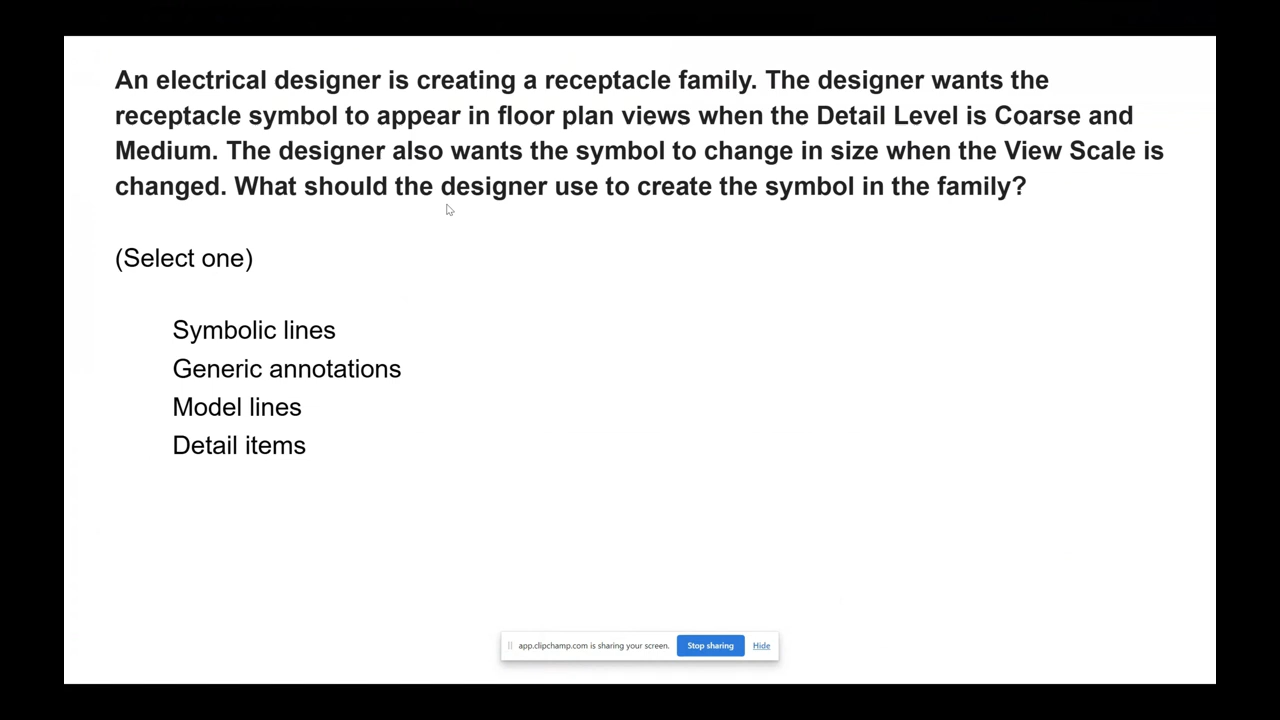 An electrical designer is creating a receptacle family. The designer wants the
receptacle symbol to appear in floor plan views when the Detail Level is Coarse and
Medium. The designer also wants the symbol to change in size when the View Scale is
changed. What should the designer use to create the symbol in the family?
(Select one)
Symbolic lines
Generic annotations
Model lines
Detail items
app.clipchamp.com is sharing your screen. Stop sharing Hide